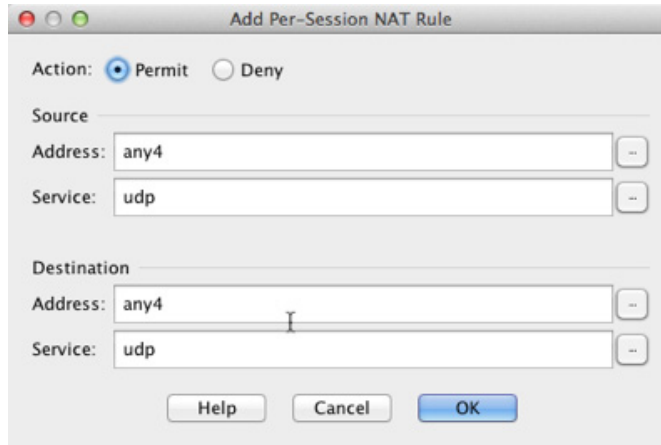 Add Per-Session NAT Rule
Action: Permit Deny
Source
Address: any4 ...
Service: udp ...
Destination
Address: any4 ...
Service: udp ...
Help Cancel OK